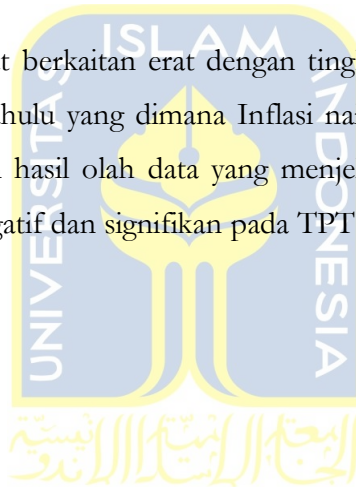 ISLAM
UNIVERSITAS
INDONESIA
t berkaitan erat dengan ting
hulu yang dimana Inflasi na
hasil olah data yang menje
gatif dan signifikan pada TPT